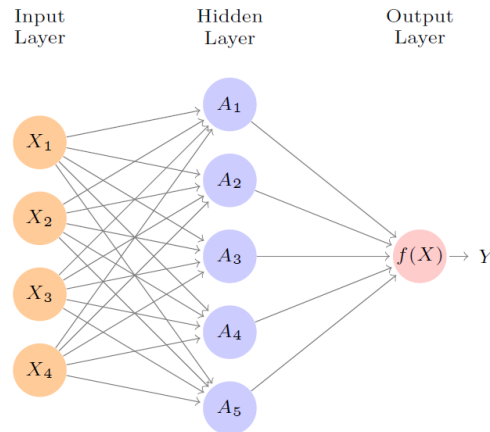 Input Layer
Hidden Layer
Output Layer
X₁
X₂
X₃
X₄
A₁
A₂
A₃
A₄
A₅
f(X)
Y